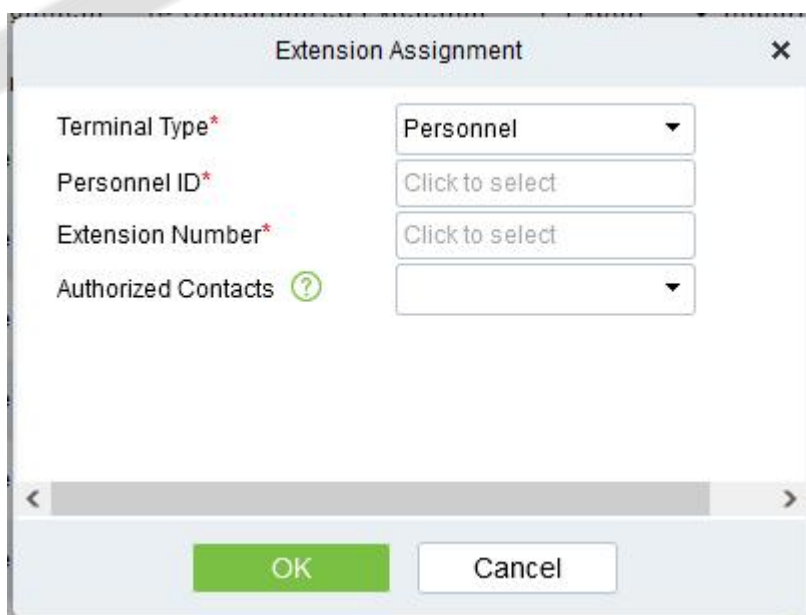 Extension Assignment ×
Terminal Type* Personnel
Personnel ID* Click to select
Extension Number* Click to select
Authorized Contacts ?
OK Cancel